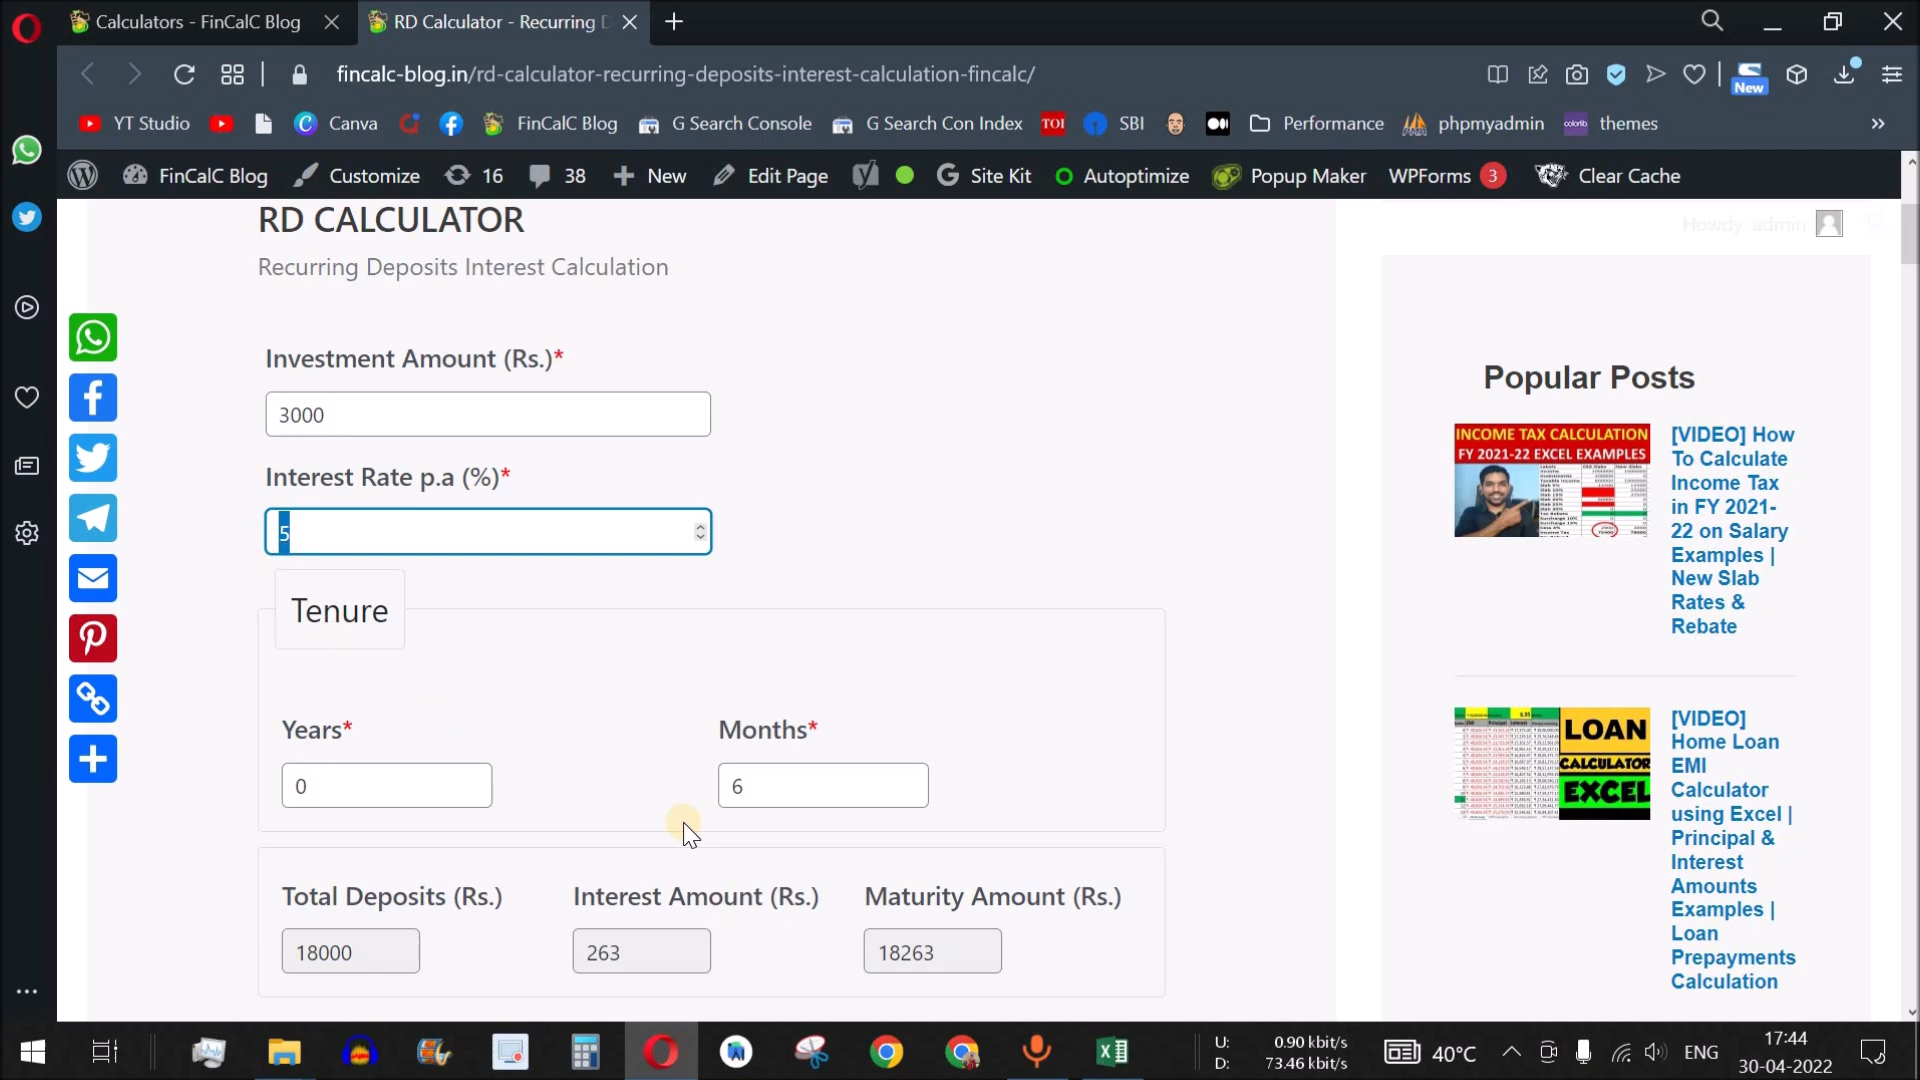 Calculators - FinCalC Blog
RD Calculator - Recurring D
fincalc-blog.in/rd-calculator-recurring-deposits-interest-calculation-fincalc/
New
YT Studio
Canva
FinCalC Blog
G Search Console
G Search Con Index
TOI
SBI
Performance
phpmyadmin
colorlib.
themes
FinCalC Blog
Customize
16
38
New
Edit Page
Site Kit
Autoptimize
Popup Maker
WPForms 3
Clear Cache
Howdy, admin
RD CALCULATOR
Recurring Deposits Interest Calculation
Investment Amount (Rs.)*
3000
Interest Rate p.a (%)*
5
Tenure
Years*
Months*
0
6
Total Deposits (Rs.)
Interest Amount (Rs.)
Maturity Amount (Rs.)
18000
263
18263
Popular Posts
INCOME TAX CALCULATION
FY 2021-22 EXCEL EXAMPLES
[VIDEO] How
To Calculate
Income Tax
in FY 2021-
22 on Salary
Examples |
New Slab
Rates &
Rebate
LOAN
CALCULATOR
EXCEL
[VIDEO]
Home Loan
EMI
Calculator
using Excel |
Principal &
Interest
Amounts
Examples |
Loan
Prepayments
Calculation
U: 0.90 kbit/s
D: 73.46 kbit/s
40°C
ENG
17:44
30-04-2022